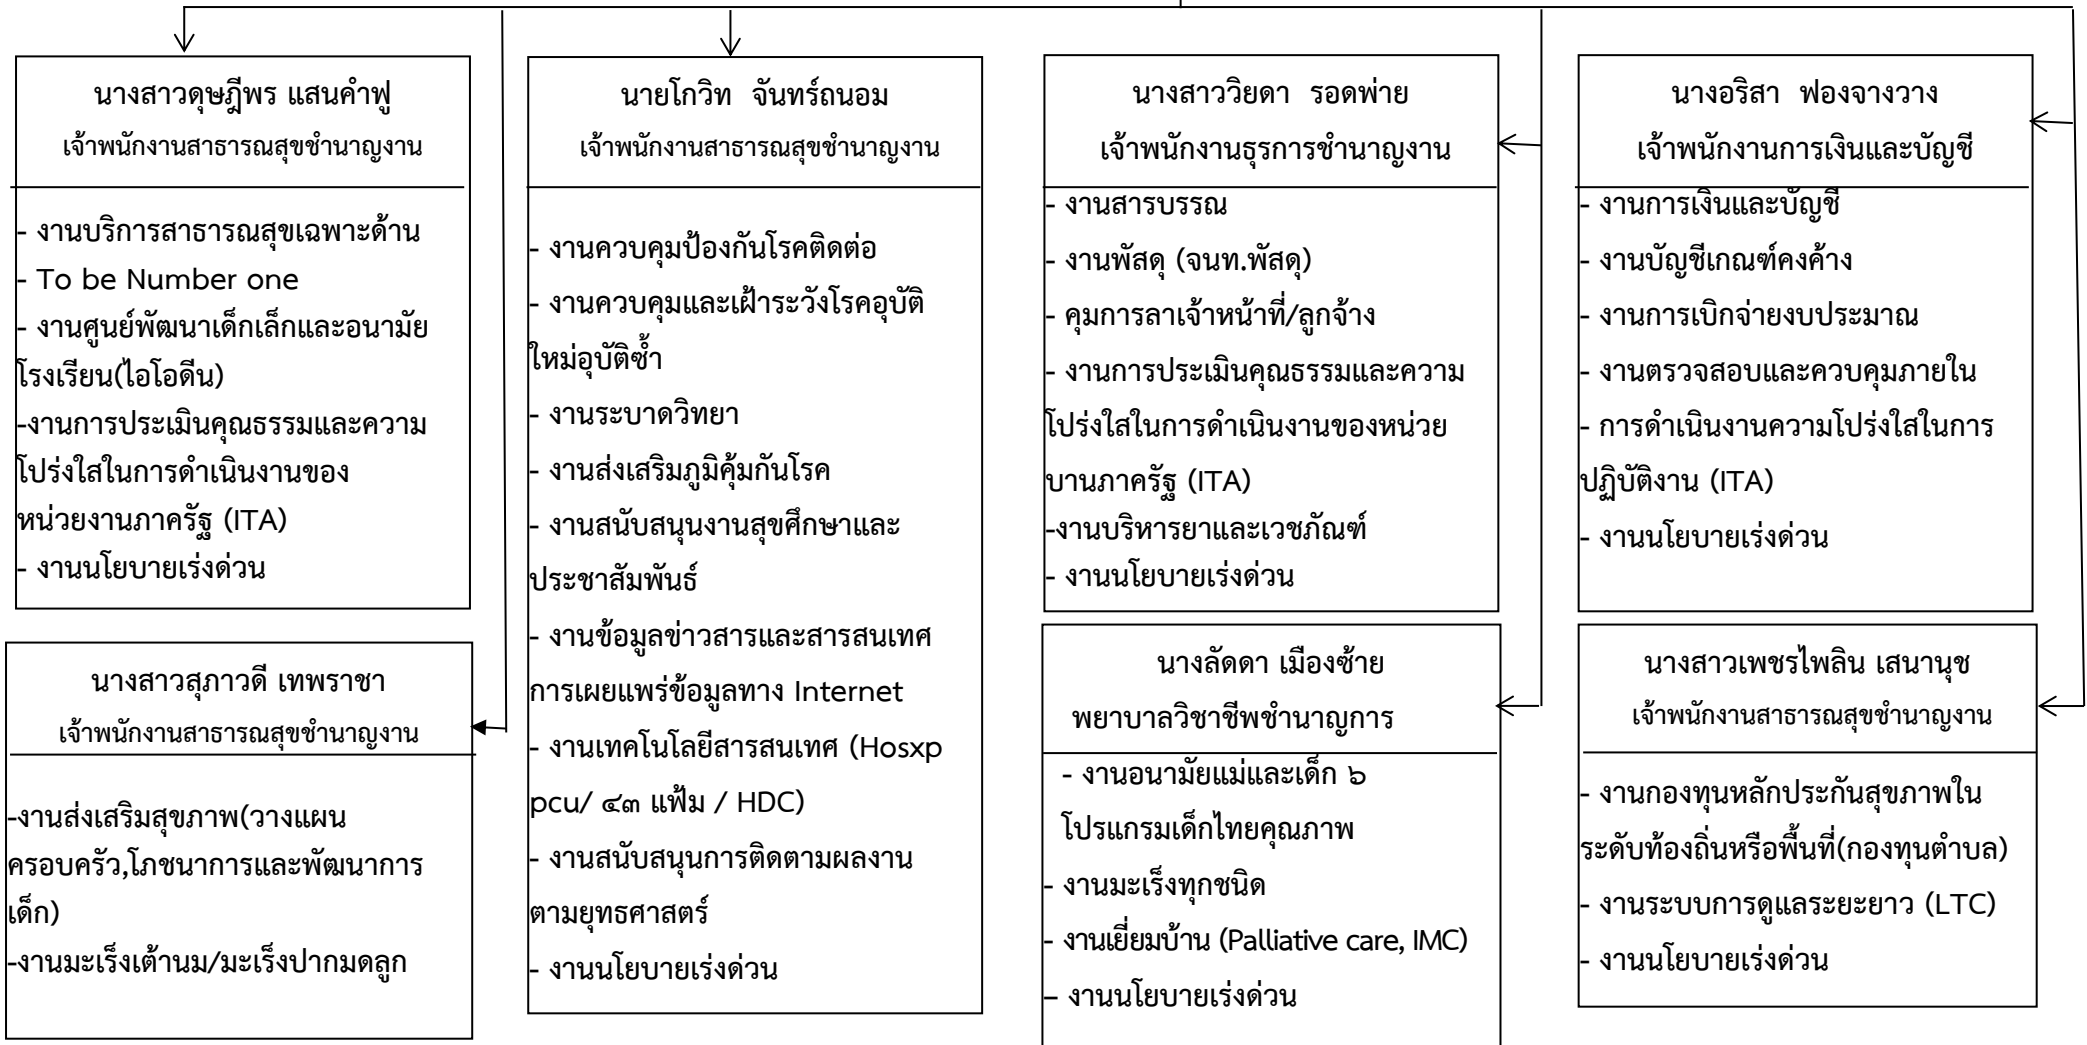 นางสาวดุษฎีพร แสนคำฟู
เจ้าพนักงานสาธารณสุขชำนาญงาน
- งานบริการสาธารณสุขเฉพาะด้าน
- To be Number one
- งานศูนย์พัฒนาเด็กเล็กและอนามัย
โรงเรียน(ไอโอดีน)
-งานการประเมินคุณธรรมและความ
โปร่งใสในการดำเนินงานของ
หน่วยงานภาครัฐ (ITA)
- งานนโยบายเร่งด่วน
นางสาวสุภาวดี เทพราชา
เจ้าพนักงานสาธารณสุขชำนาญงาน
-งานส่งเสริมสุขภาพ(วางแผน
ครอบครัว,โภชนาการและพัฒนาการ
เด็ก)
-งานมะเร็งเต้านม/มะเร็งปากมดลูก
นายโกวิท จันทร์ถนอม
เจ้าพนักงานสาธารณสุขชำนาญงาน
- งานควบคุมป้องกันโรคติดต่อ
- งานควบคุมและเฝ้าระวังโรคอุบัติ
ใหม่อุบัติซ้ำ
- งานระบาดวิทยา
- งานส่งเสริมภูมิคุ้มกันโรค
- งานสนับสนุนงานสุขศึกษาและ
ประชาสัมพันธ์
- งานข้อมูลข่าวสารและสารสนเทศ
การเผยแพร่ข้อมูลทาง Internet
- งานเทคโนโลยีสารสนเทศ (Hosxp
pcu/ ๔๓ แฟ้ม / HDC)
- งานสนับสนุนการติดตามผลงาน
ตามยุทธศาสตร์
- งานนโยบายเร่งด่วน
นางสาววิยดา รอดพ่าย
เจ้าพนักงานธุรการชำนาญงาน
- งานสารบรรณ
- งานพัสดุ (จนท.พัสดุ)
- คุมการลาเจ้าหน้าที่/ลูกจ้าง
- งานการประเมินคุณธรรมและความ
โปร่งใสในการดำเนินงานของหน่วย
บานภาครัฐ (ITA)
-งานบริหารยาและเวชภัณฑ์
- งานนโยบายเร่งด่วน
นางลัดดา เมืองซ้าย
พยาบาลวิชาชีพชำนาญการ
- งานอนามัยแม่และเด็ก ๖
โปรแกรมเด็กไทยคุณภาพ
- งานมะเร็งทุกชนิด
- งานเยี่ยมบ้าน (Palliative care, IMC)
– งานนโยบายเร่งด่วน
นางอริสา ฟองจางวาง
เจ้าพนักงานการเงินและบัญชี
- งานการเงินและบัญชี
- งานบัญชีเกณฑ์คงค้าง
- งานการเบิกจ่ายงบประมาณ
- งานตรวจสอบและควบคุมภายใน
- การดำเนินงานความโปร่งใสในการ
ปฏิบัติงาน (ITA)
- งานนโยบายเร่งด่วน
นางสาวเพชรไพลิน เสนานุช
เจ้าพนักงานสาธารณสุขชำนาญงาน
- งานกองทุนหลักประกันสุขภาพใน
ระดับท้องถิ่นหรือพื้นที่(กองทุนตำบล)
- งานระบบการดูแลระยะยาว (LTC)
- งานนโยบายเร่งด่วน